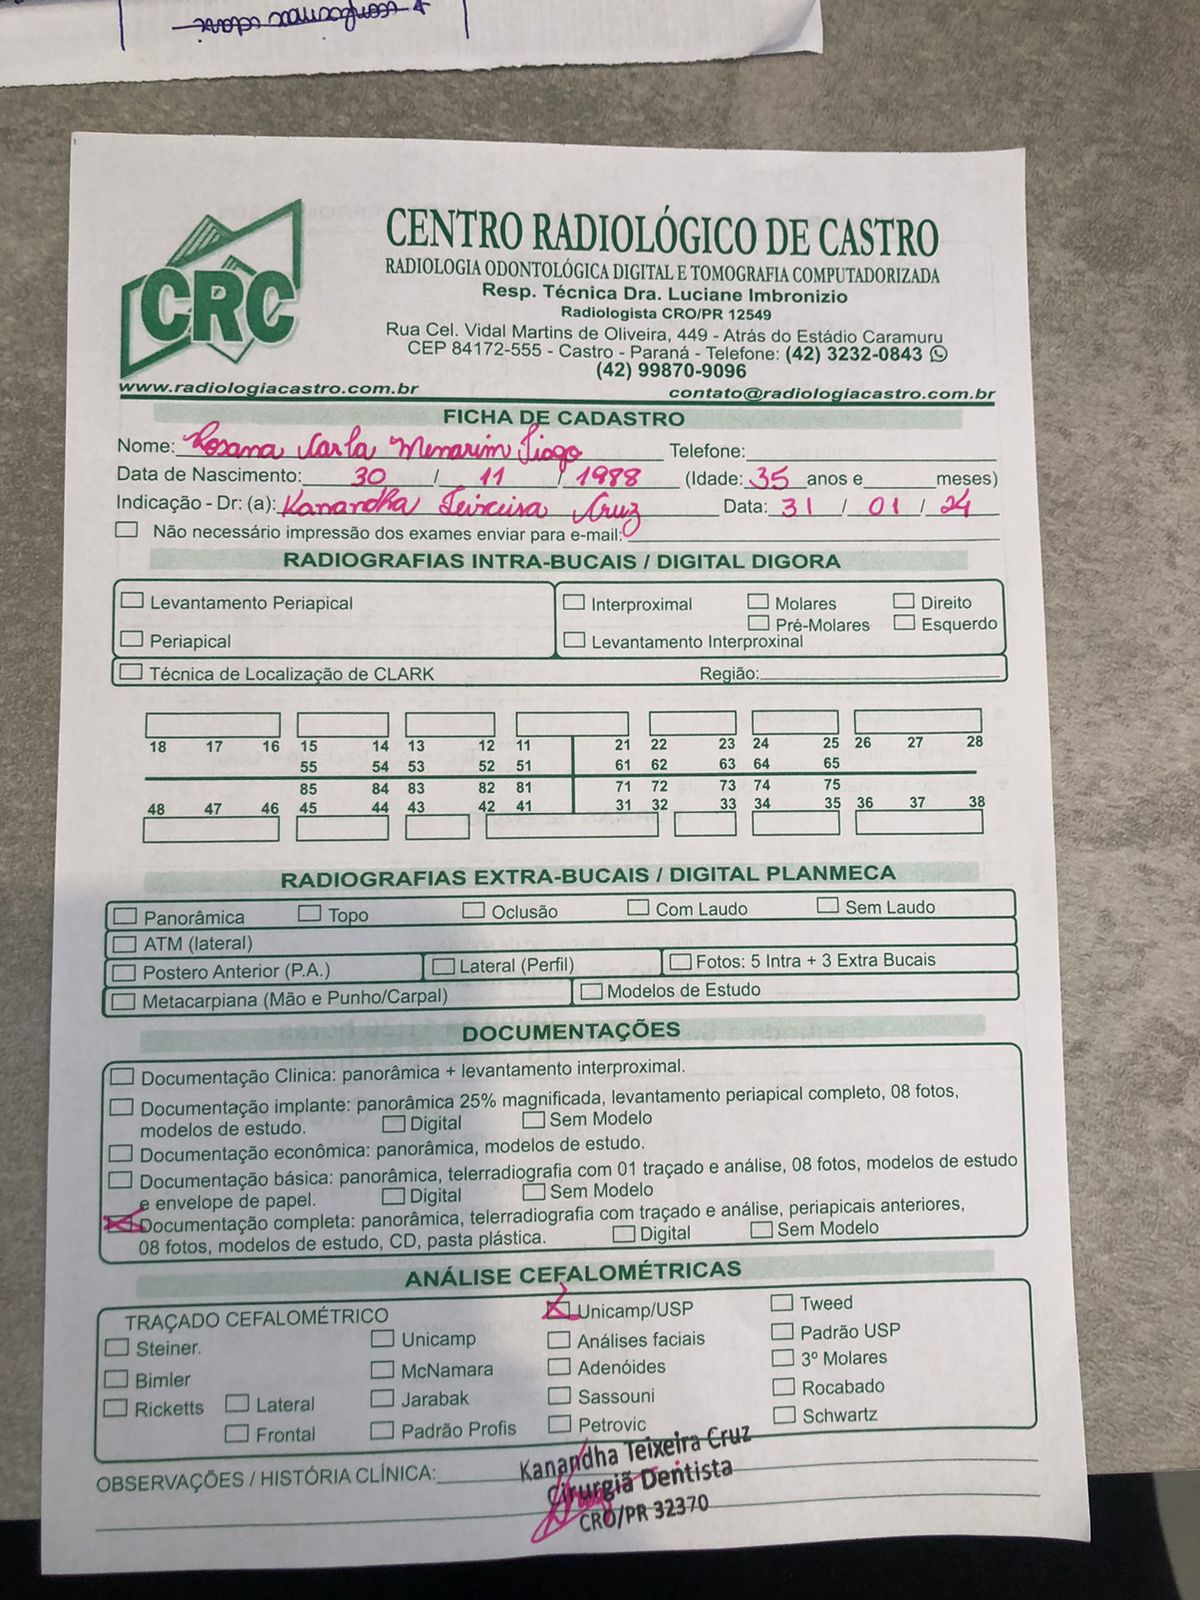 CRC
CENTRO RADIOLÓGICO DE CASTRO
RADIOLOGIA ODONTOLÓGICA DIGITAL E TOMOGRAFIA COMPUTADORIZADA
Resp. Técnica Dra. Luciane Imbronizio
Radiologista CRO/PR 12549
Rua Cel. Vidal Martins de Oliveira, 449 - Atrás do Estádio Caramuru
CEP 84172-555 - Castro - Paraná - Telefone: (42) 3232-0843
(42) 99870-9096
www.radiologiacastro.com.br contato@radiologiacastro.com.br
FICHA DE CADASTRO
Nome: Rosana Karla Menarim Tiago Telefone:
Data de Nascimento: 30 / 11 / 1988 (Idade: 35 anos e meses)
Indicação - Dr: (a): Kanandha Teixeira Cruz Data: 31 / 01 / 24
Não necessário impressão dos exames enviar para e-mail:
RADIOGRAFIAS INTRA-BUCAIS / DIGITAL DIGORA
Levantamento Periapical Interproximal Molares Direito
Pré-Molares Esquerdo
Periapical Levantamento Interproxinal
Técnica de Localização de CLARK Região:
18 17 16 15 14 13 12 11 21 22 23 24 25 26 27 28
55 54 53 52 51 61 62 63 64 65
85 84 83 82 81 71 72 73 74 75
48 47 46 45 44 43 42 41 31 32 33 34 35 36 37 38
RADIOGRAFIAS EXTRA-BUCAIS / DIGITAL PLANMECA
Panorâmica Topo Oclusão Com Laudo Sem Laudo
ATM (lateral)
Postero Anterior (P.A.) Lateral (Perfil) Fotos: 5 Intra + 3 Extra Bucais
Metacarpiana (Mão e Punho/Carpal) Modelos de Estudo
DOCUMENTAÇÕES
Documentação Clinica: panorâmica + levantamento interproximal.
Documentação implante: panorâmica 25% magnificada, levantamento periapical completo, 08 fotos,
modelos de estudo. Digital Sem Modelo
Documentação econômica: panorâmica, modelos de estudo.
Documentação básica: panorâmica, telerradiografia com 01 traçado e análise, 08 fotos, modelos de estudo
e envelope de papel. Digital Sem Modelo
Documentação completa: panorâmica, telerradiografia com traçado e análise, periapicais anteriores,
08 fotos, modelos de estudo, CD, pasta plástica. Digital Sem Modelo
ANÁLISE CEFALOMÉTRICAS
TRAÇADO CEFALOMÉTRICO Unicamp/USP Tweed
Steiner. Unicamp Análises faciais Padrão USP
Bimler McNamara Adenóides 3º Molares
Ricketts Lateral Jarabak Sassouni Rocabado
Frontal Padrão Profis Petrovic Schwartz
OBSERVAÇÕES / HISTÓRIA CLÍNICA:
Kanandha Teixeira Cruz
Cirurgiã Dentista
CRO/PR 32370